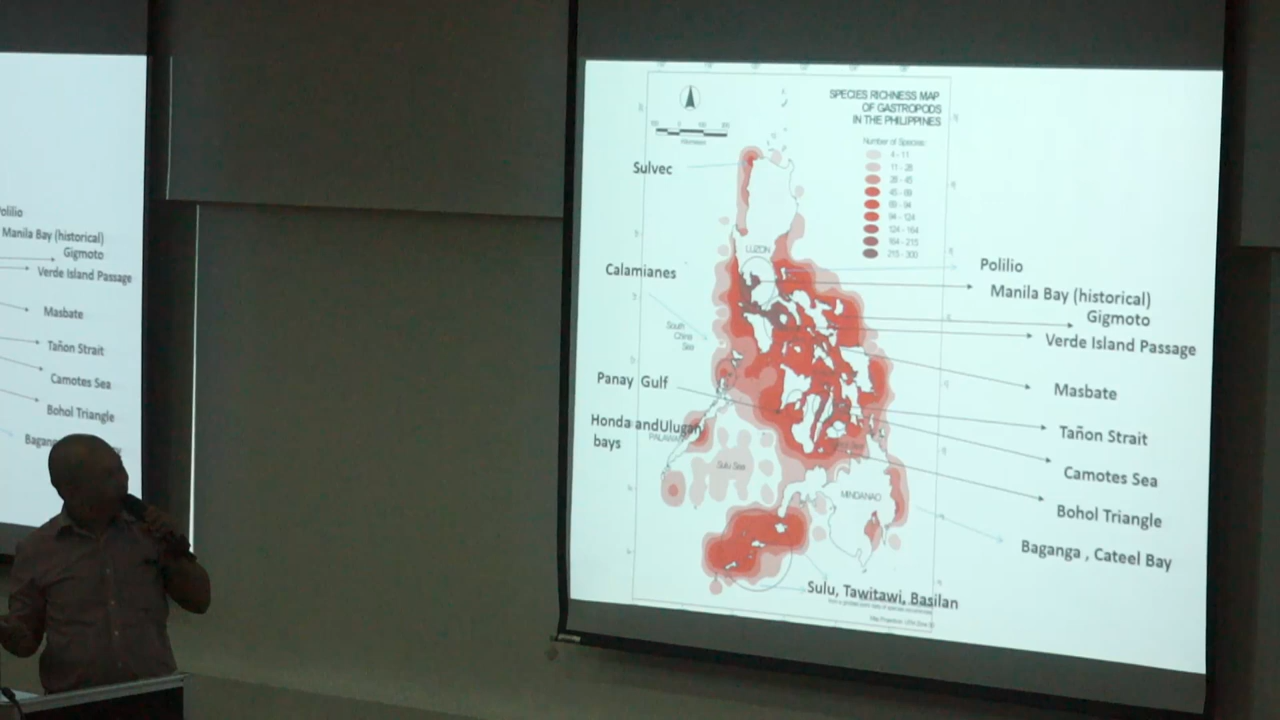 Polilio
Manila Bay (historical)
Gigmoto
Verde Island Passage
Masbate
Tañon Strait
Camotes Sea
Bohol Triangle
SPECIES RICHNESS MAP
OF GASTROPODS
IN THE PHILIPPINES
Kilometers
Number of Species:
4 - 11
11 - 28
28 - 45
45 - 69
69 - 94
94 - 124
124 - 164
164 - 215
215 - 300
Sulvec
LUZON
Calamianes
Polilio
Manila Bay (historical)
Gigmoto
Verde Island Passage
South
China
Sea
Masbate
Panay Gulf
Honda andUlugan
bays
PALAWAN
Tañon Strait
Camotes Sea
Sulu Sea
MINDANAO
Bohol Triangle
Baganga , Cateel Bay
Sulu, Tawitawi, Basilan